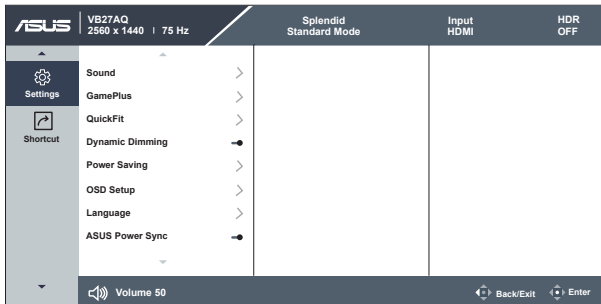 ASUS
VB27AQ
2560 x 1440 | 75 Hz
Splendid
Standard Mode
Input
HDMI
HDR
OFF
Settings
Shortcut
Sound
GamePlus
QuickFit
Dynamic Dimming
Power Saving
OSD Setup
Language
ASUS Power Sync
Volume 50
Back/Exit
Enter